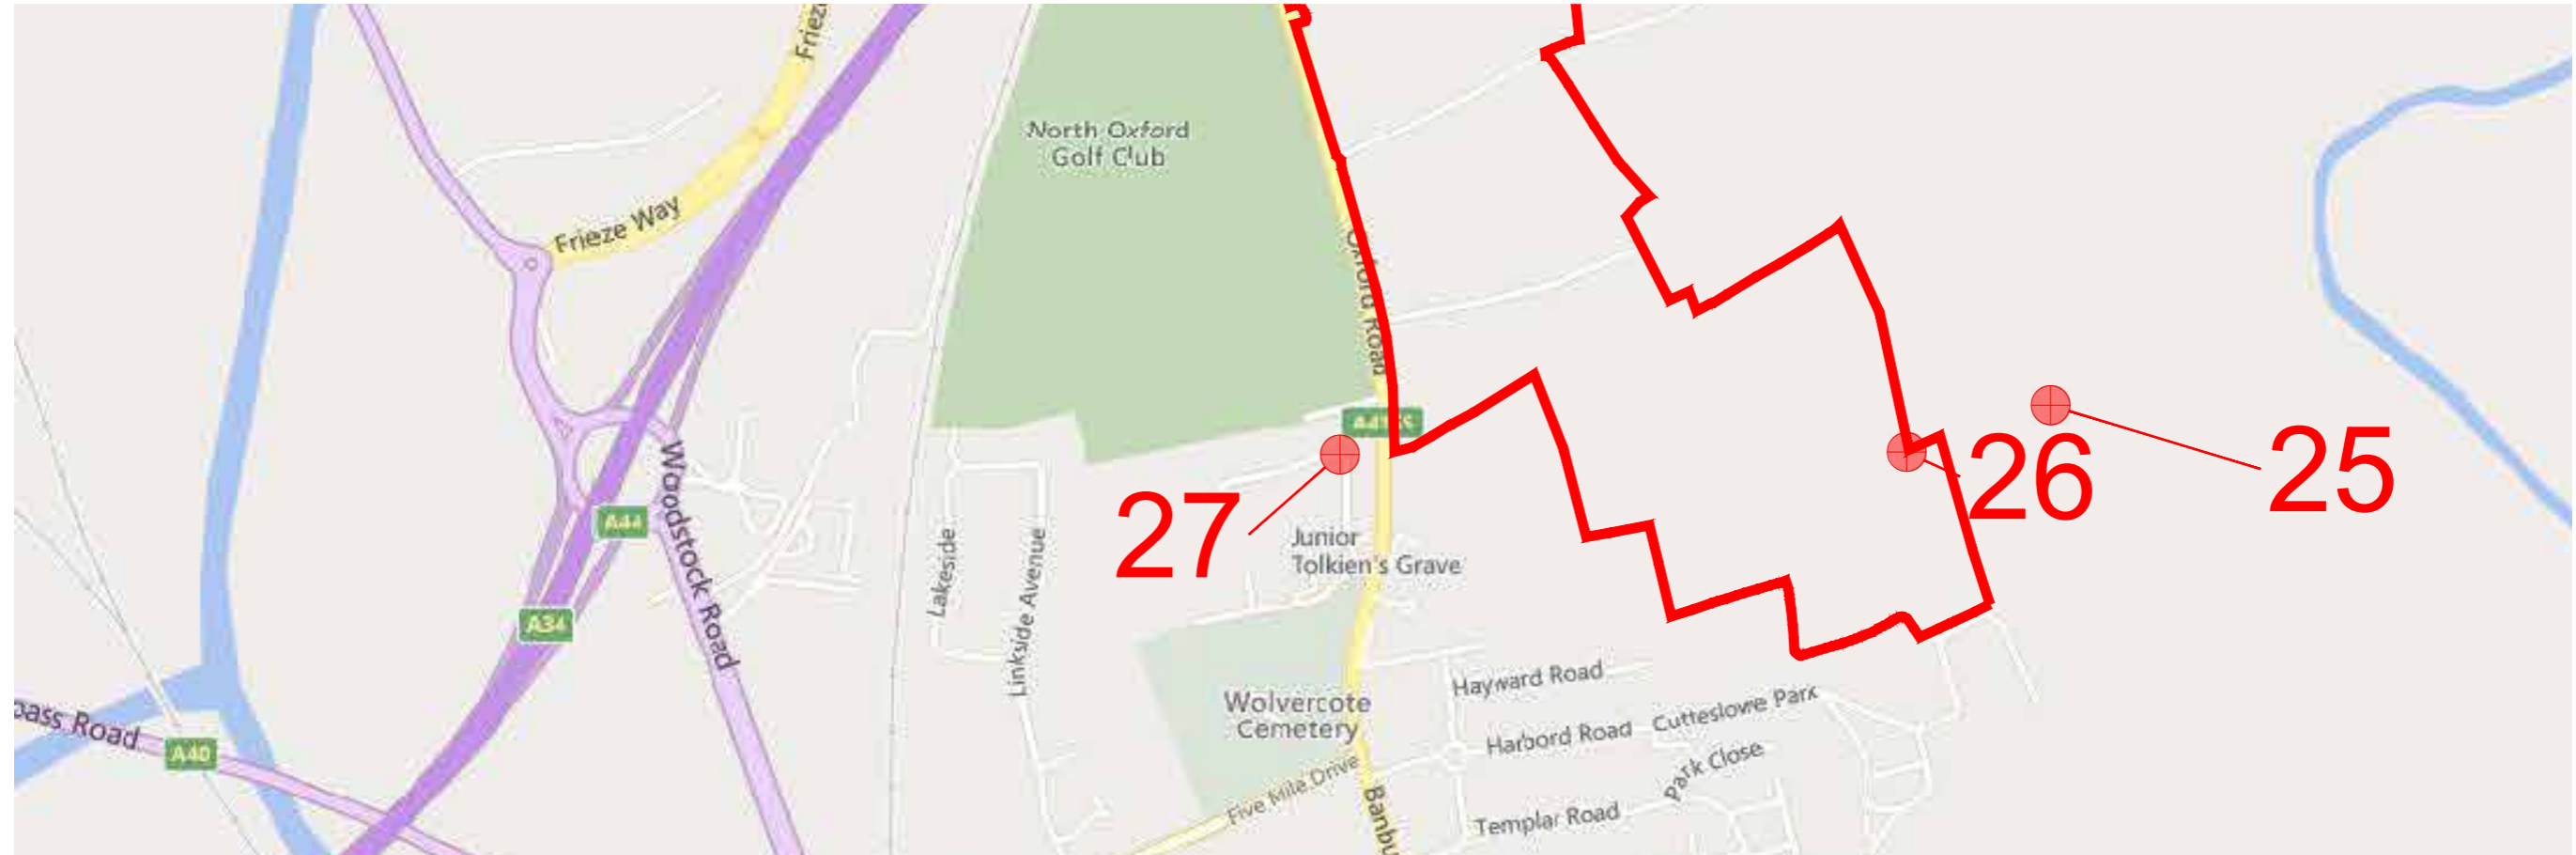 Frieze
North Oxford
Golf Club
Frieze Way
Oxford Road
25
26
27
A44
Woodstock Road
Junior
Tolkien's Grave
Lakeside
Linkside Avenue
A34
Hayward Road
Wolvercote
Cemetery
Cutteslowe Park
pass Road
Harbord Road
A40
Park Close
Five Mile Drive
Templar Road
Banbu